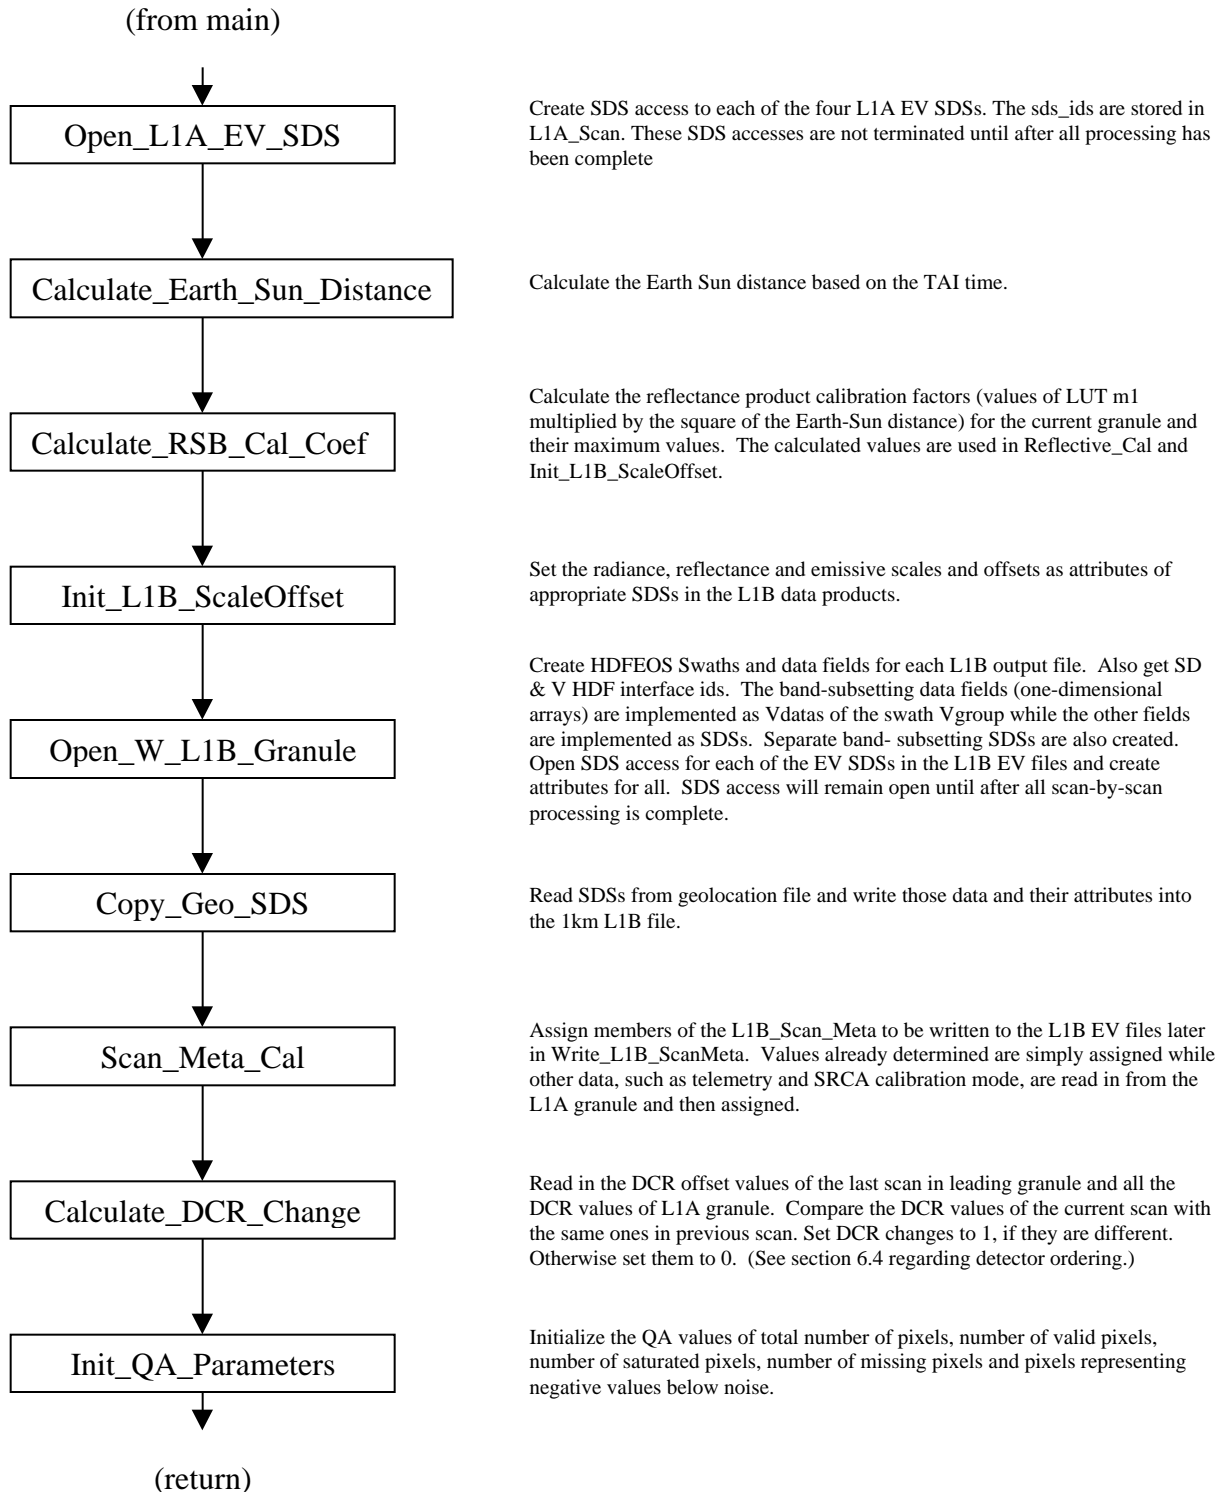 (from main)
Open_L1A_EV_SDS
Create SDS access to each of the four L1A EV SDSs. The sds_ids are stored in
L1A_Scan. These SDS accesses are not terminated until after all processing has
been complete
Calculate_Earth_Sun_Distance
Calculate the Earth Sun distance based on the TAI time.
Calculate_RSB_Cal_Coef
Calculate the reflectance product calibration factors (values of LUT m1
multiplied by the square of the Earth-Sun distance) for the current granule and
their maximum values.  The calculated values are used in Reflective_Cal and
Init_L1B_ScaleOffset.
Init_L1B_ScaleOffset
Set the radiance, reflectance and emissive scales and offsets as attributes of
appropriate SDSs in the L1B data products.
Open_W_L1B_Granule
Create HDFEOS Swaths and data fields for each L1B output file.  Also get SD
& V HDF interface ids.  The band-subsetting data fields (one-dimensional
arrays) are implemented as Vdatas of the swath Vgroup while the other fields
are implemented as SDSs.  Separate band- subsetting SDSs are also created.
Open SDS access for each of the EV SDSs in the L1B EV files and create
attributes for all.  SDS access will remain open until after all scan-by-scan
processing is complete.
Copy_Geo_SDS
Read SDSs from geolocation file and write those data and their attributes into
the 1km L1B file.
Scan_Meta_Cal
Assign members of the L1B_Scan_Meta to be written to the L1B EV files later
in Write_L1B_ScanMeta.  Values already determined are simply assigned while
other data, such as telemetry and SRCA calibration mode, are read in from the
L1A granule and then assigned.
Calculate_DCR_Change
Read in the DCR offset values of the last scan in leading granule and all the
DCR values of L1A granule.  Compare the DCR values of the current scan with
the same ones in previous scan. Set DCR changes to 1, if they are different.
Otherwise set them to 0.  (See section 6.4 regarding detector ordering.)
Init_QA_Parameters
Initialize the QA values of total number of pixels, number of valid pixels,
number of saturated pixels, number of missing pixels and pixels representing
negative values below noise.
(return)